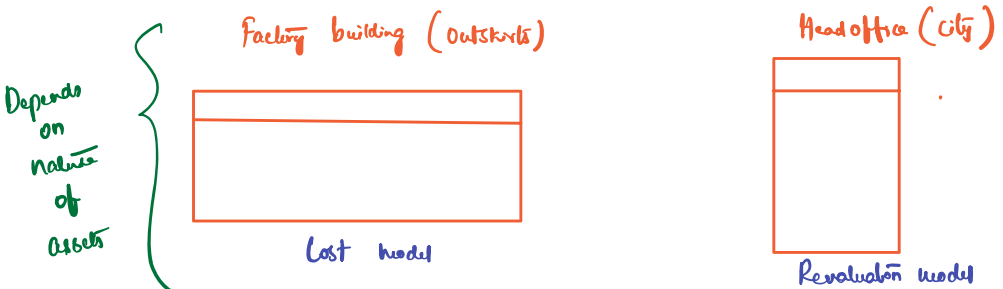 Factory building (Outskirts)
Head office (City)
Depends
on
nature
of
assets
Cost model
Revaluation model